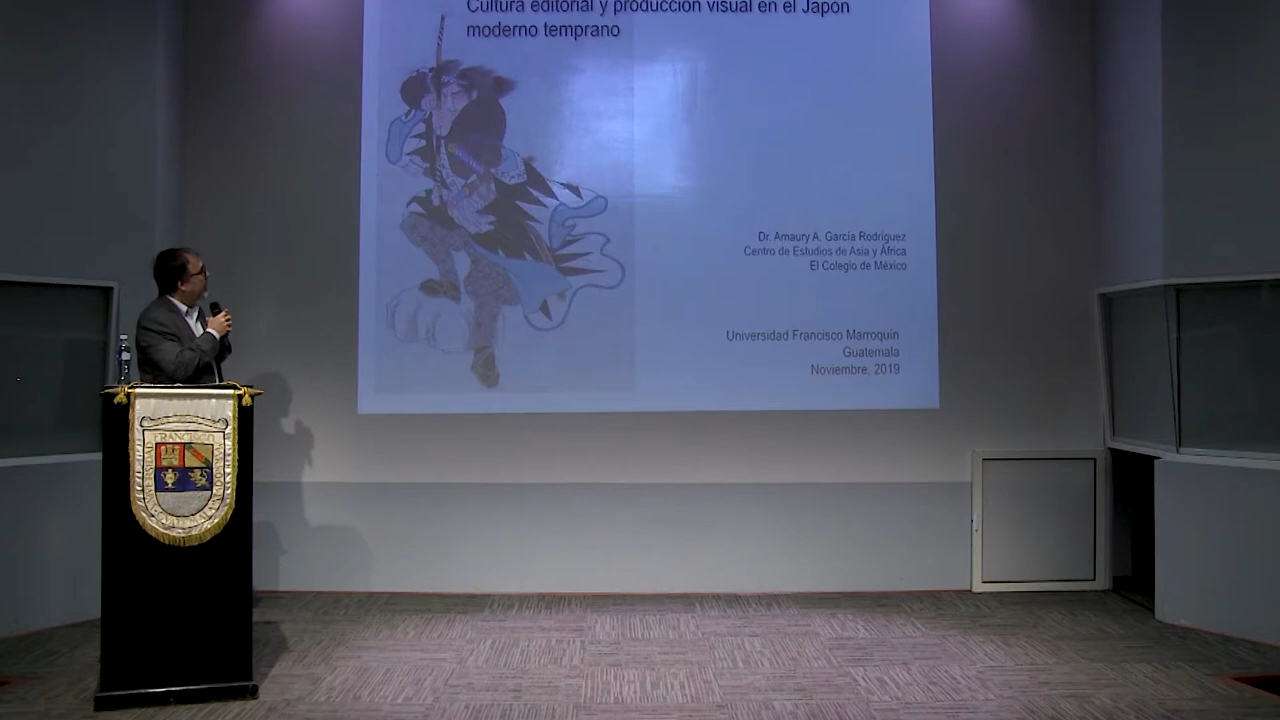 Cultura editorial y producción visual en el Japón
moderno temprano
Dr. Amaury A. García Rodríguez
Centro de Estudios de Asia y África
El Colegio de México
Universidad Francisco Marroquín
Guatemala
Noviembre, 2019
FRANCISCO